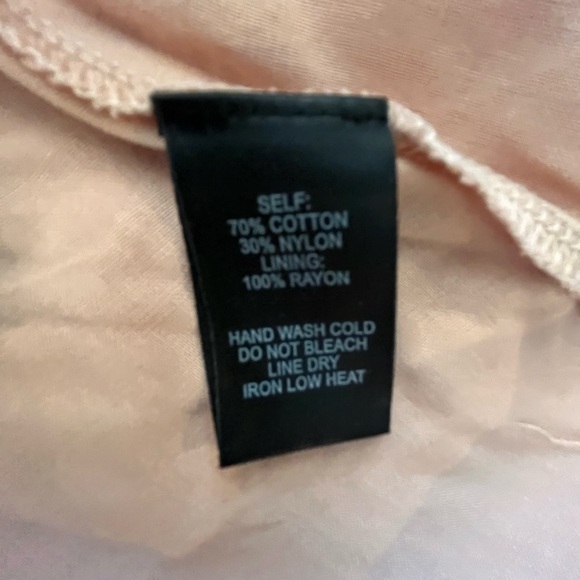 SELF:
70% COTTON
30% NYLON
LINING:
100% RAYON
HAND WASH COLD
DO NOT BLEACH
LINE DRY
IRON LOW HEAT